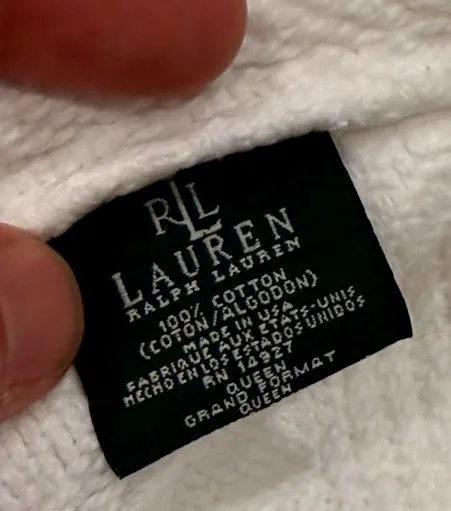 RLL
LAUREN
RALPH LAUREN
100% COTTON
(COTON/ALGODON)
MADE IN USA
FABRIQUE AUX ETATS-UNIS
HECHO EN LOS ESTADOS UNIDOS
RN 14927
QUEEN
GRAND FORMAT
QUEEN